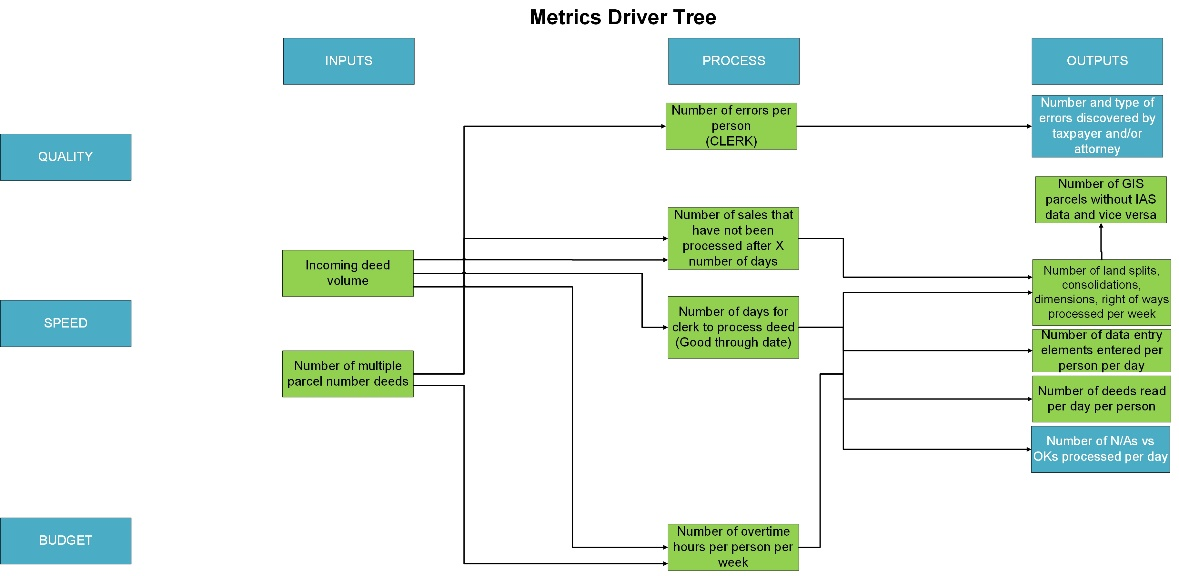 Metrics Driver Tree
INPUTS
PROCESS
OUTPUTS
QUALITY
Number of errors per
person
(CLERK)
Number and type of
errors discovered by
taxpayer and/or
attorney
Number of GIS
parcels without IAS
data and vice versa
Incoming deed
volume
Number of sales that
have not been
processed after X
number of days
Number of land splits,
consolidations,
dimensions, right of ways
processed per week
SPEED
Number of days for
clerk to process deed
(Good through date)
Number of data entry
elements entered per
person per day
Number of multiple
parcel number deeds
Number of deeds read
per day per person
Number of N/As vs
OKs processed per day
BUDGET
Number of overtime
hours per person per
week